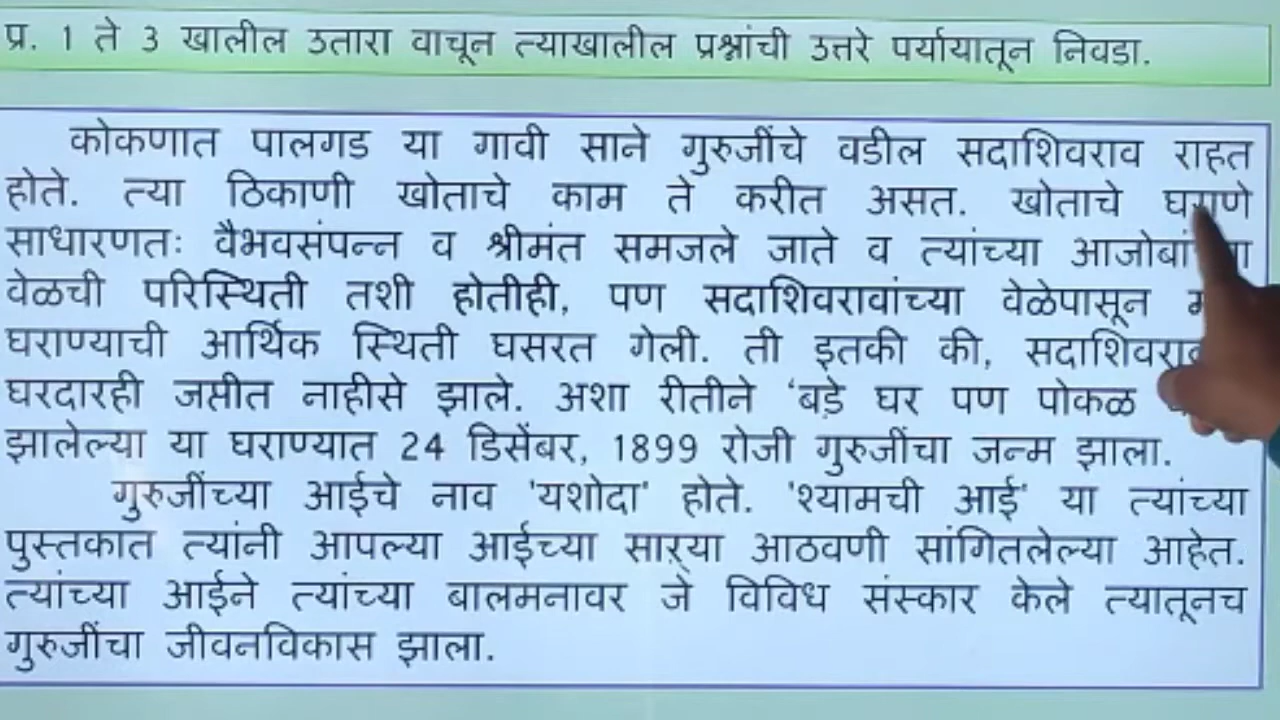 प्र. 1 ते 3 खालील उतारा वाचून त्याखालील प्रश्नांची उत्तरे पर्यायातून निवडा.
कोकणात पालगड या गावी साने गुरुजींचे वडील सदाशिवराव राहत
होते. त्या ठिकाणी खोताचे काम ते करीत असत. खोताचे घराणे
साधारणतः वैभवसंपन्न व श्रीमंत समजले जाते व त्यांच्या
वेळची परिस्थिती तशी होतीही, पण सदाशिवरावांच्या वेळेपासून
घराण्याची आर्थिक स्थिती घसरत गेली. ती इतकी की,
घरदारही जप्तीत नाहीसे झाले. अशा रीतीने 'बड़े घर पण पोकळ
झालेल्या या घराण्यात 24 डिसेंबर, 1899 रोजी गुरुजींचा जन्म झाला.
गुरुजींच्या आईचे नाव 'यशोदा' होते. 'श्यामची आई' या त्यांच्या
पुस्तकात त्यांनी आपल्या आईच्या साऱ्या आठवणी सांगितलेल्या आहेत.
त्यांच्या आईने त्यांच्या बालमनावर जे विविध संस्कार केले त्यातूनच
गुरुजींचा जीवनविकास झाला.